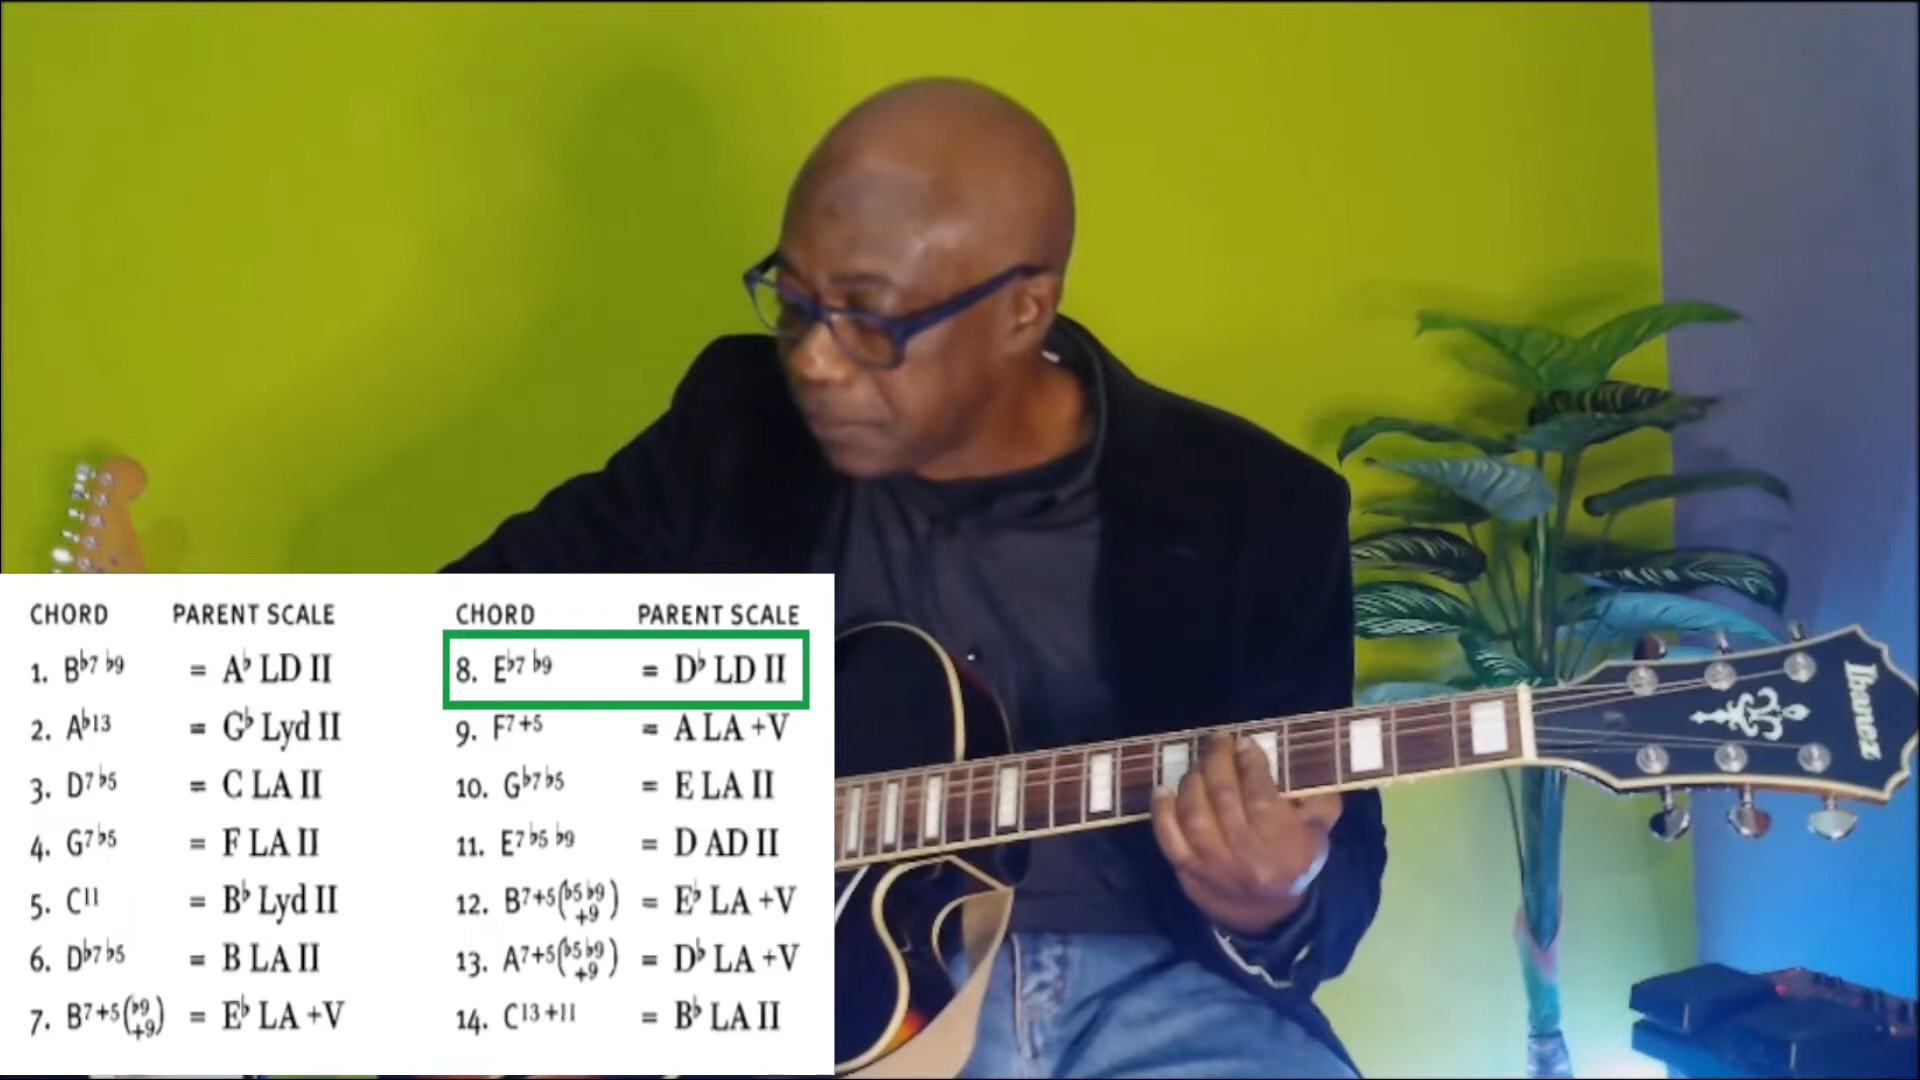 CHORD PARENT SCALE
1. B♭7 ♭9 = A♭ LD II
2. A♭13 = G♭ Lyd II
3. D7 ♭5 = C LA II
4. G7 ♭5 = F LA II
5. C11 = B♭ Lyd II
6. D♭7 ♭5 = B LA II
7. B7+5(♭9 +9) = E♭ LA +V
CHORD PARENT SCALE
8. E♭7 ♭9 = D♭ LD II
9. F7+5 = A LA +V
10. G♭7 ♭5 = E LA II
11. E7 ♭5 ♭9 = D AD II
12. B7+5(♭5 ♭9 +9) = E♭ LA +V
13. A7+5(♭5 ♭9 +9) = D♭ LA +V
14. C13 +11 = B♭ LA II
Ibanez